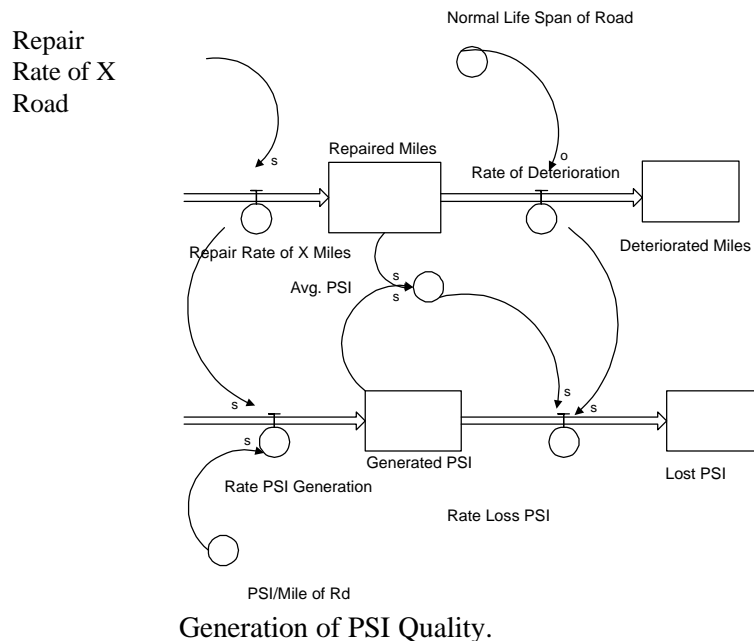 Normal Life Span of Road
Repair
Rate of X
Road
s
o
Repaired Miles
Rate of Deterioration
Repair Rate of X Miles
Deteriorated Miles
Avg. PSI
s
s
s
s
s
s
Generated PSI
Lost PSI
Rate PSI Generation
Rate Loss PSI
PSI/Mile of Rd
Generation of PSI Quality.